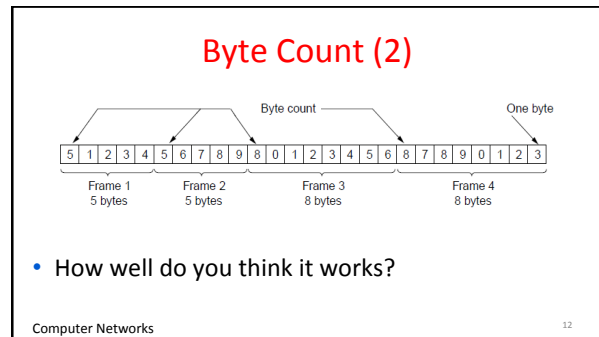 Byte Count (2)
Byte count One byte
5 1 2 3 4 5 6 7 8 9 8 0 1 2 3 4 5 6 8 7 8 9 0 1 2 3
Frame 1 Frame 2 Frame 3 Frame 4
5 bytes 5 bytes 8 bytes 8 bytes
• How well do you think it works?
Computer Networks 12